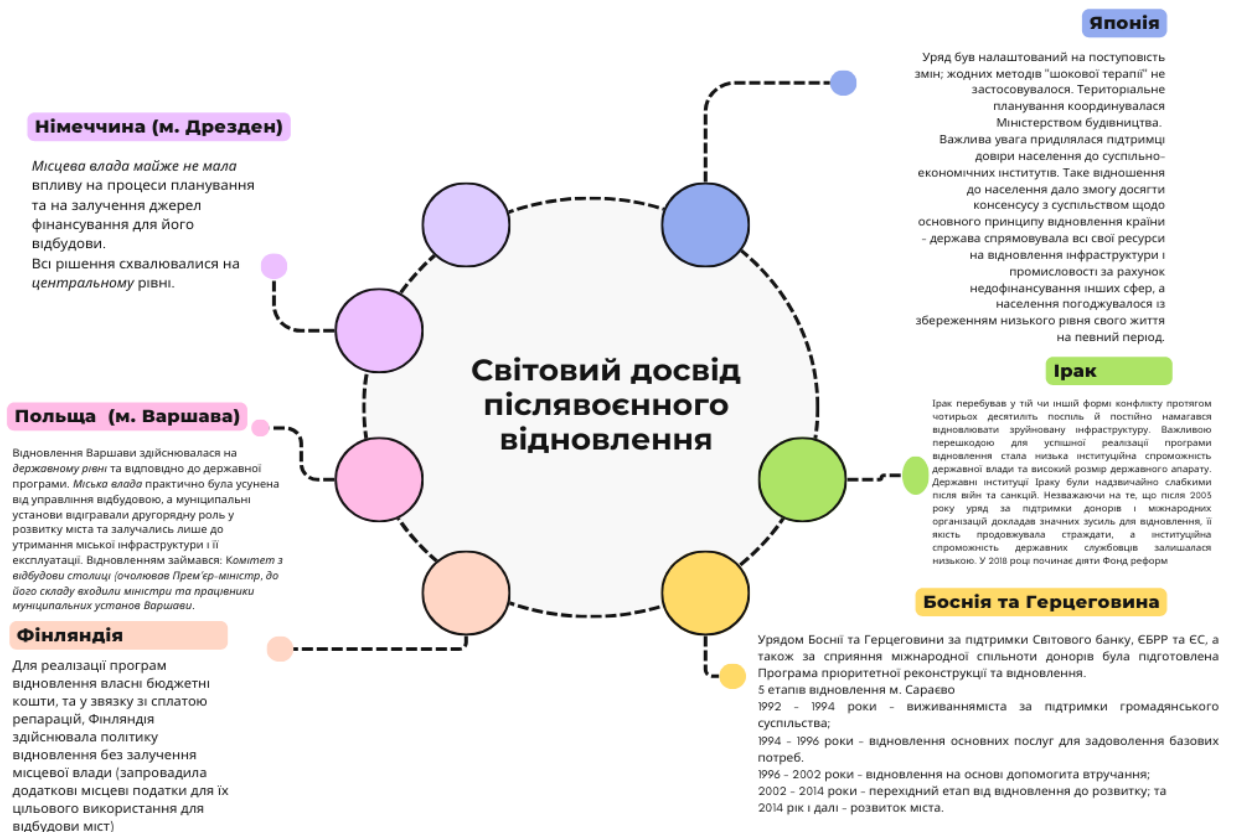 Світовий досвід
післявоєнного
відновлення
Німеччина (м. Дрезден)
Місцева влада майже не мала
впливу на процеси планування
та на залучення джерел
фінансування для його
відбудови.
Всі рішення схвалювалися на
центральному рівні.
Польща (м. Варшава)
Відновлення Варшави здійснювалася на
державному рівні та відповідно до державної
програми. Міська влада практично була усунена
від управління відбудовою, а муніципальні
установи відігравали другорядну роль у
розвитку міста та залучались лише до
утримання міської інфраструктури і її
експлуатації. Відновленням займався: Комітет з
відбудови столиці (очолював Прем'єр-міністр, до
його складу входили міністри та працівники
муніципальних установ Варшави.
Фінляндія
Для реалізації програм
відновлення власні бюджетні
кошти, та у звязку зі сплатою
репарацій, Фінляндія
здійснювала політику
відновлення без залучення
місцевої влади (запровадила
додаткові місцеві податки для їх
цільового використання для
відбудови міст)
Японія
Уряд був налаштований на поступовість
змін; жодних методів "шокової терапії" не
застосовувалося. Територіальне
планування координувалася
Міністерством будівництва.
Важлива увага приділялася підтримці
довіри населення до суспільно-
економічних інститутів. Таке відношення
до населення дало змогу досягти
консенсусу з суспільством щодо
основного принципу відновлення країни
- держава спрямовувала всі свої ресурси
на відновлення інфраструктури і
промисловості за рахунок
недофінансування інших сфер, а
населення погоджувалося із
збереженням низького рівня свого життя
на певний період.
Ірак
Ірак перебував у тій чи іншій формі конфлікту протягом
чотирьох десятиліть поспіль й постійно намагався
відновлювати зруйновану інфраструктуру. Важливою
перешкодою для успішної реалізації програми
відновлення стала низька інституційна спроможність
державної влади та високий розмір державного апарату.
Державні інституції Іраку були надзвичайно слабкими
після війн та санкцій. Незважаючи на те, що після 2003
року уряд за підтримки донорів і міжнародних
організацій докладав значних зусиль для відновлення, її
якість продовжувала страждати, а інституційна
спроможність державних службовців залишалася
низькою. У 2018 році починає діяти Фонд реформ
Боснія та Герцеговина
Урядом Боснії та Герцеговини за підтримки Світового банку, ЄБРР та ЄС, а
також за сприяння міжнародної спільноти донорів була підготовлена
Програма пріоритетної реконструкції та відновлення.
5 етапів відновлення м. Сараєво
1992 - 1994 роки - виживанняміста за підтримки громадянського
суспільства;
1994 - 1996 роки - відновлення основних послуг для задоволення базових
потреб.
1996 - 2002 роки - відновлення на основі допомогита втручання;
2002 - 2014 роки - перехідний етап від відновлення до розвитку; та
2014 рік і далі - розвиток міста.